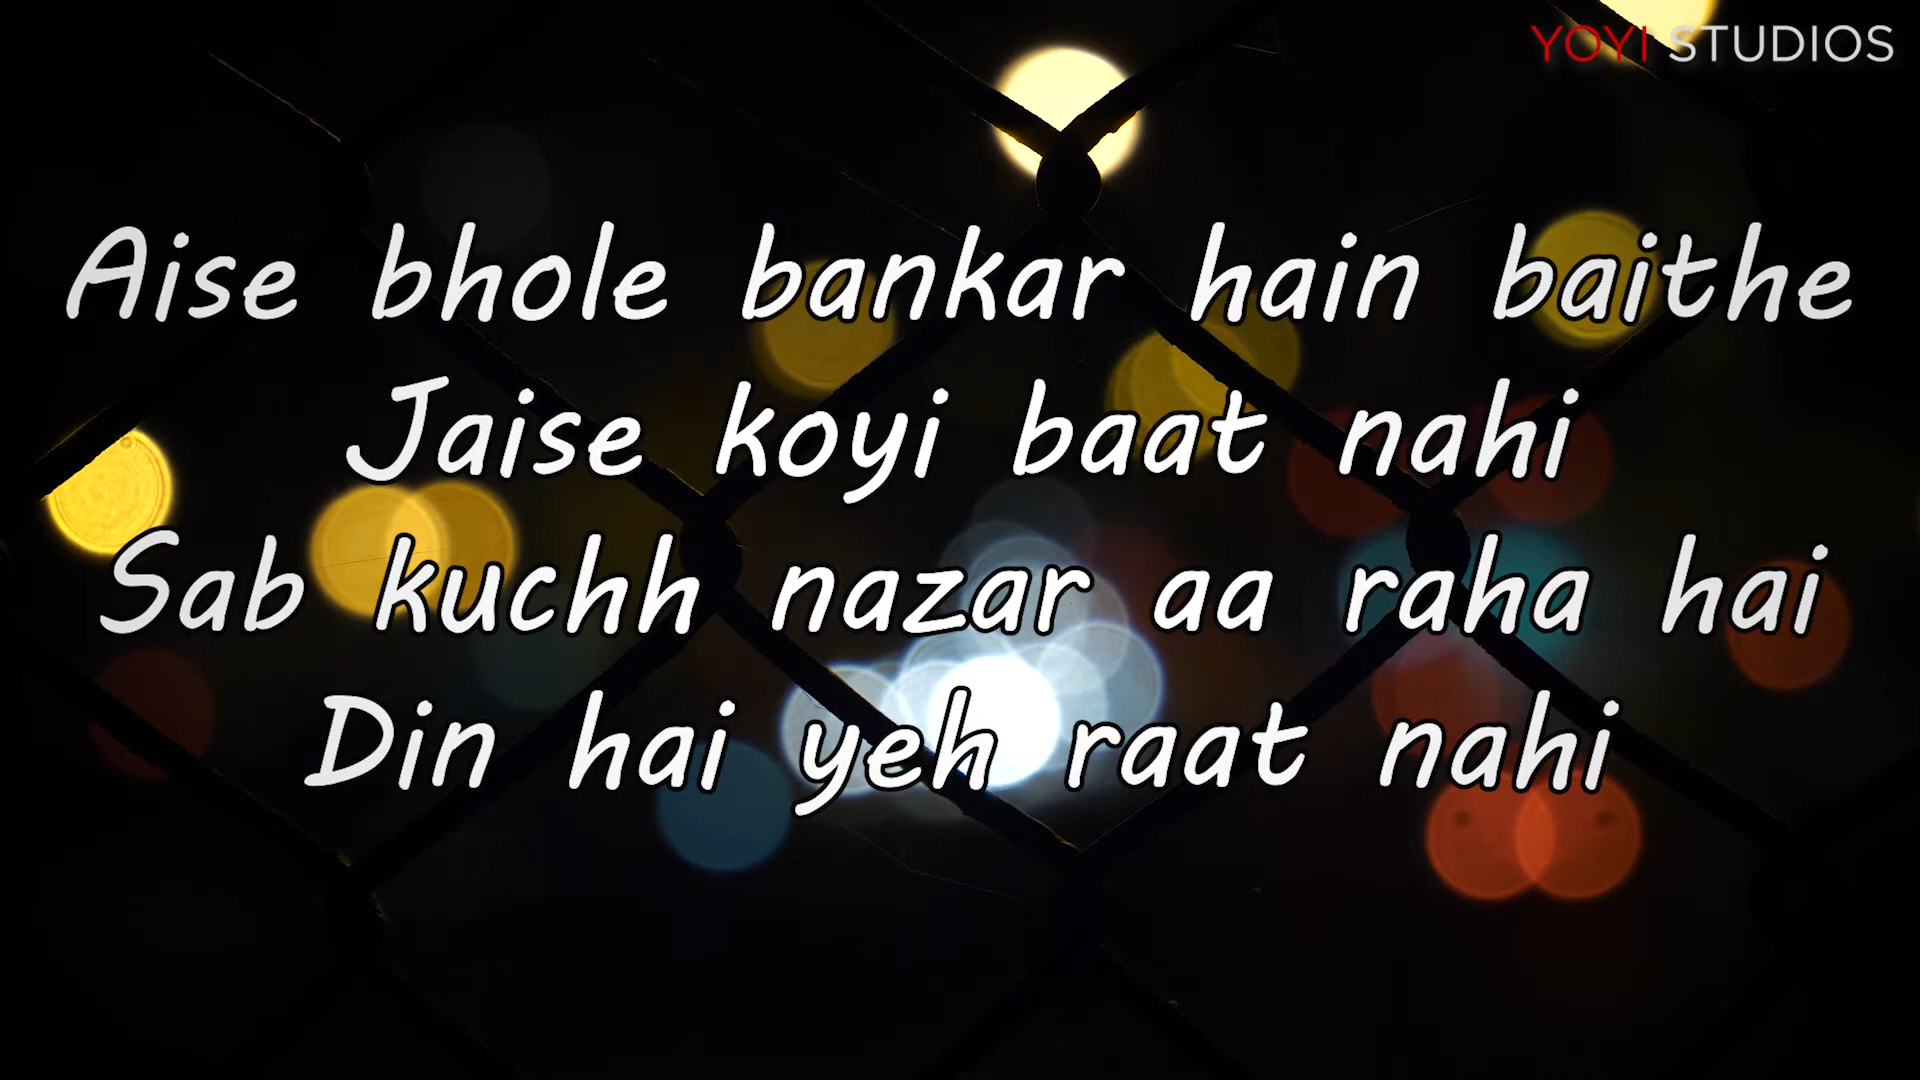 YOYI STUDIOS
Aise bhole bankar hain baithe
Jaise koyi baat nahi
Sab kuchh nazar aa raha hai
Din hai yeh raat nahi